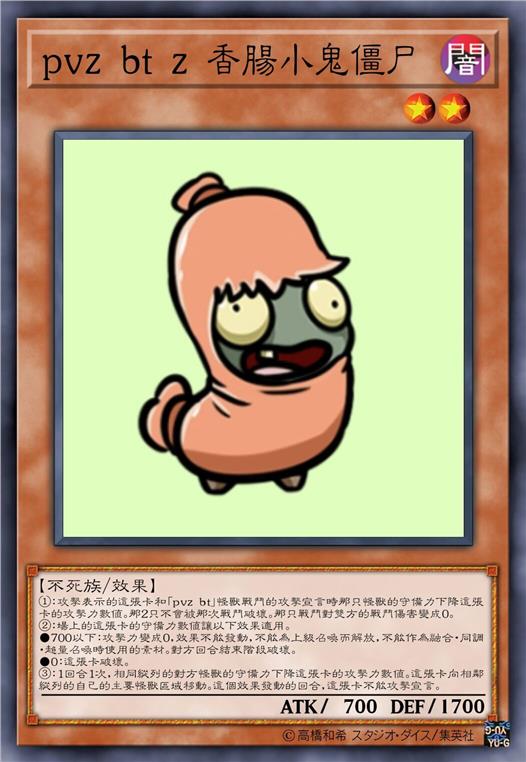 pvz bt z 香腸小鬼僵尸
闇
【不死族/效果】
①:攻擊表示的這張卡和「pvz bt」怪獸戰鬥的攻擊宣言時那只怪獸的守備力下降這張
卡的攻擊力數值。那2只不會被那次戰鬥破壞。那只戰鬥對雙方的戰鬥傷害變成0。
②:場上的這張卡的守備力數值讓以下效果適用。
●700以下:攻擊力變成0,效果不能發動,不能為上級召喚而解放,不能作為融合·同調
·超量召喚時使用的素材。對方回合結束階段破壞。
●0:這張卡破壞。
③:1回合1次,相同縱列的對方怪獸的守備力下降這張卡的攻擊力數值。這張卡向相鄰
縱列的自己的主要怪獸區域移動。這個效果發動的回合,這張卡不能攻擊宣言。
ATK/ 700 DEF/1700
©高橋和希 スタジオ·ダイス/集英社